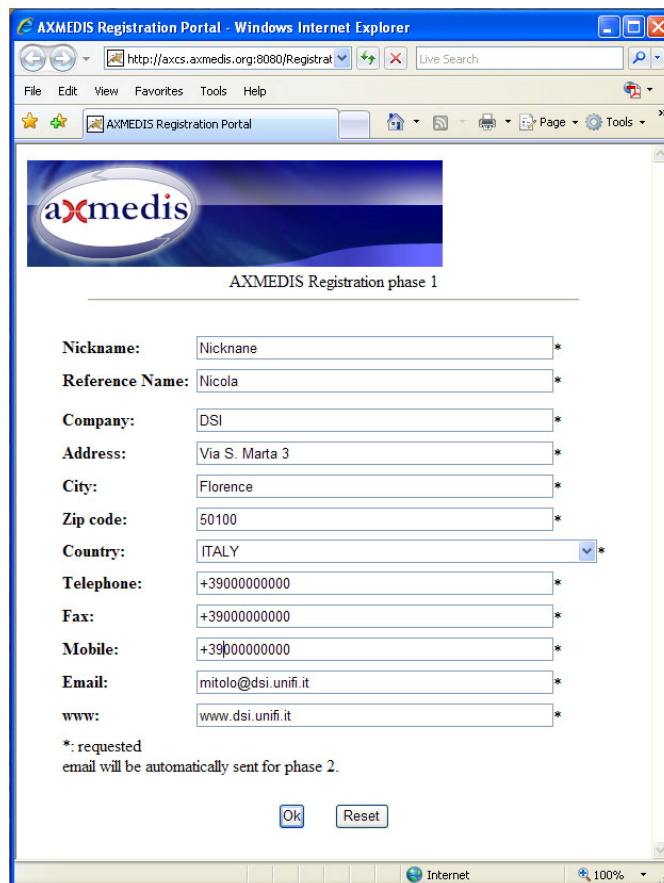 AXMEDIS Registration Portal - Windows Internet Explorer
http://axcs.axmedis.org:8080/Registrat
Live Search
File Edit View Favorites Tools Help
AXMEDIS Registration Portal
Page Tools »
axmedis
AXMEDIS Registration phase 1
Nickname: Nicknane *
Reference Name: Nicola *
Company: DSI *
Address: Via S. Marta 3 *
City: Florence *
Zip code: 50100 *
Country: ITALY *
Telephone: +39000000000 *
Fax: +39000000000 *
Mobile: +39000000000 *
Email: mitolo@dsi.unifi.it *
www: www.dsi.unifi.it *
*: requested
email will be automatically sent for phase 2.
Ok Reset
Internet 100%